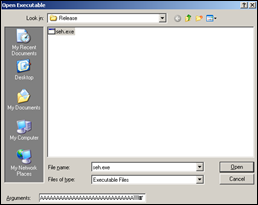 Open Executable
Look in: Release
seh.exe
My Recent
Documents
Desktop
My Documents
My Computer
My Network
Places
File name: seh.exe Open
Files of type: Executable Files Cancel
Arguments: